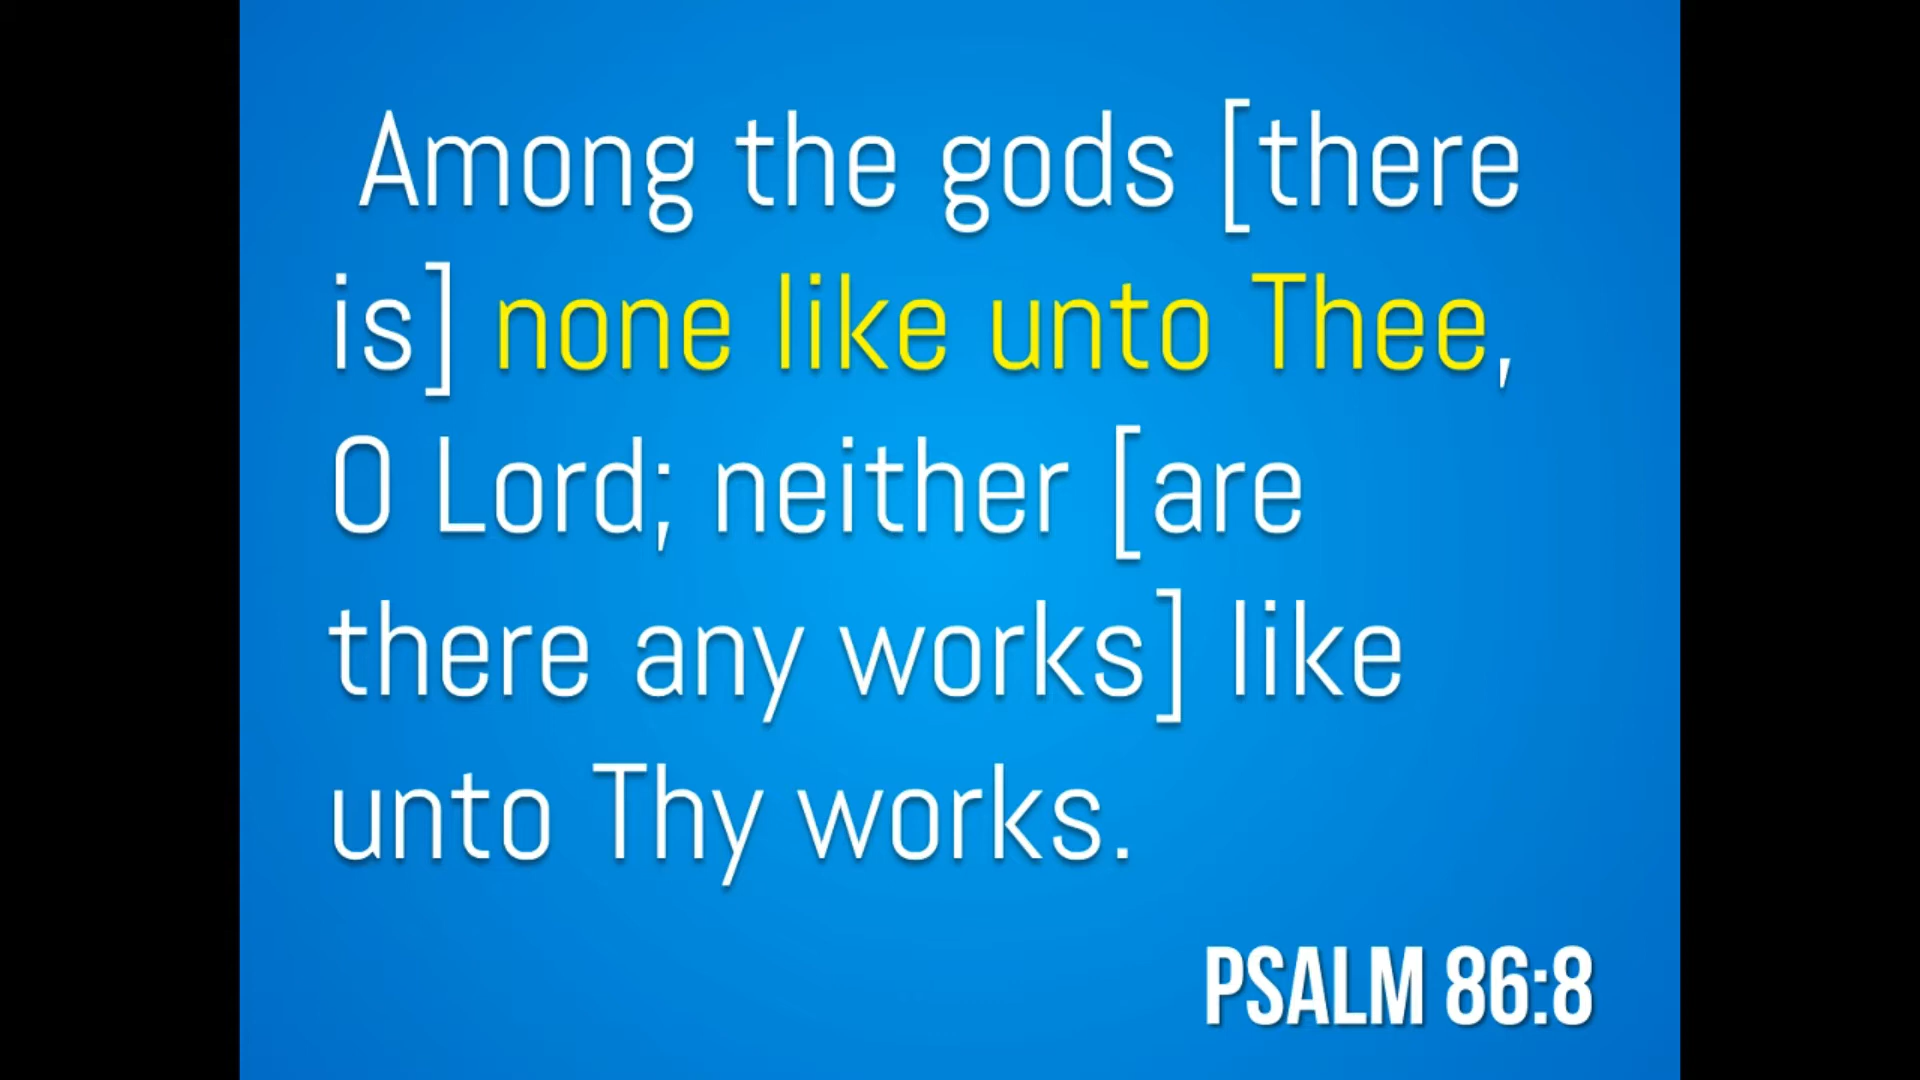 Among the gods [there
is] none like unto Thee,
O Lord; neither [are
there any works] like
unto Thy works.
PSALM 86:8